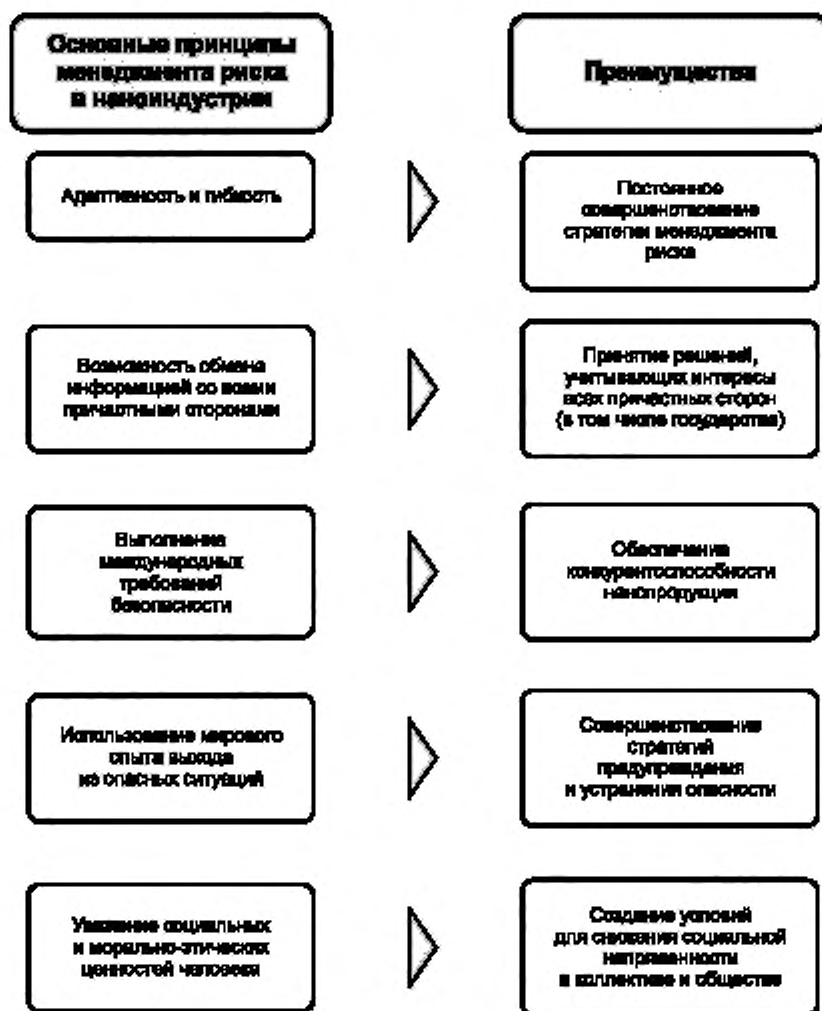 Основные принципы
менеджмента риска
в наноиндустрии
Преимущества
Адаптивность и гибкость
Постоянное
совершенствование
стратегии менеджмента
риска
Возможность обмена
информацией со всеми
причастными сторонами
Принятие решений,
учитывающих интересы
всех причастных сторон
(в том числе государства)
Выполнение
международных
требований
безопасности
Обеспечение
конкурентоспособности
нанопродукции
Использование мирового
опыта выхода
из опасных ситуаций
Совершенствование
стратегий
предупреждения
и устранения опасности
Уважение социальных
и морально-этических
ценностей человека
Создание условий
для снижения социальной
напряженности
в коллективе и обществе